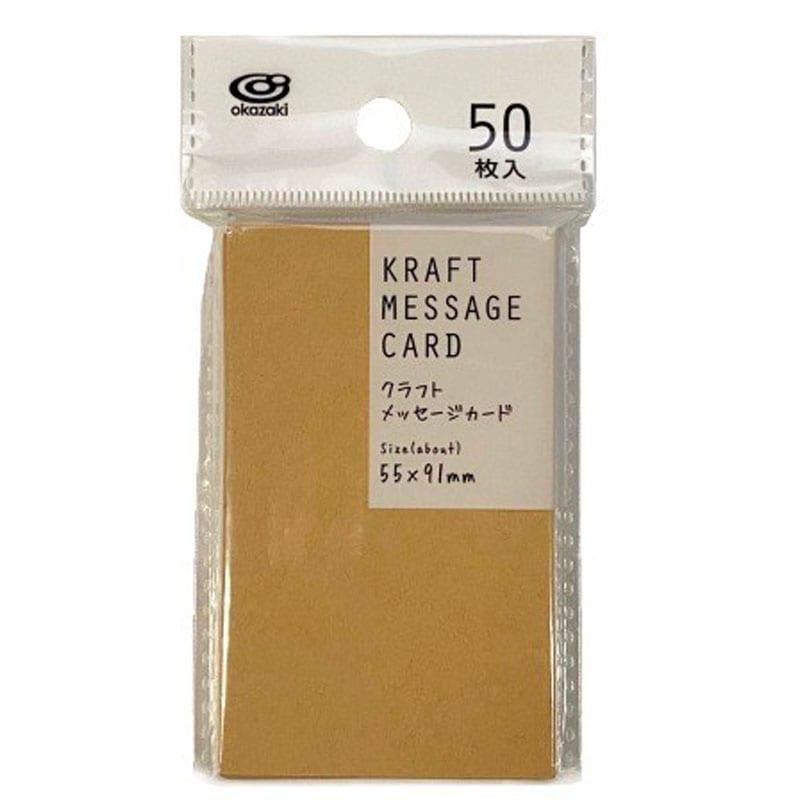 okazaki
50
枚入
KRAFT
MESSAGE
CARD
クラフト
メッセージカード
Size(about)
55×91mm